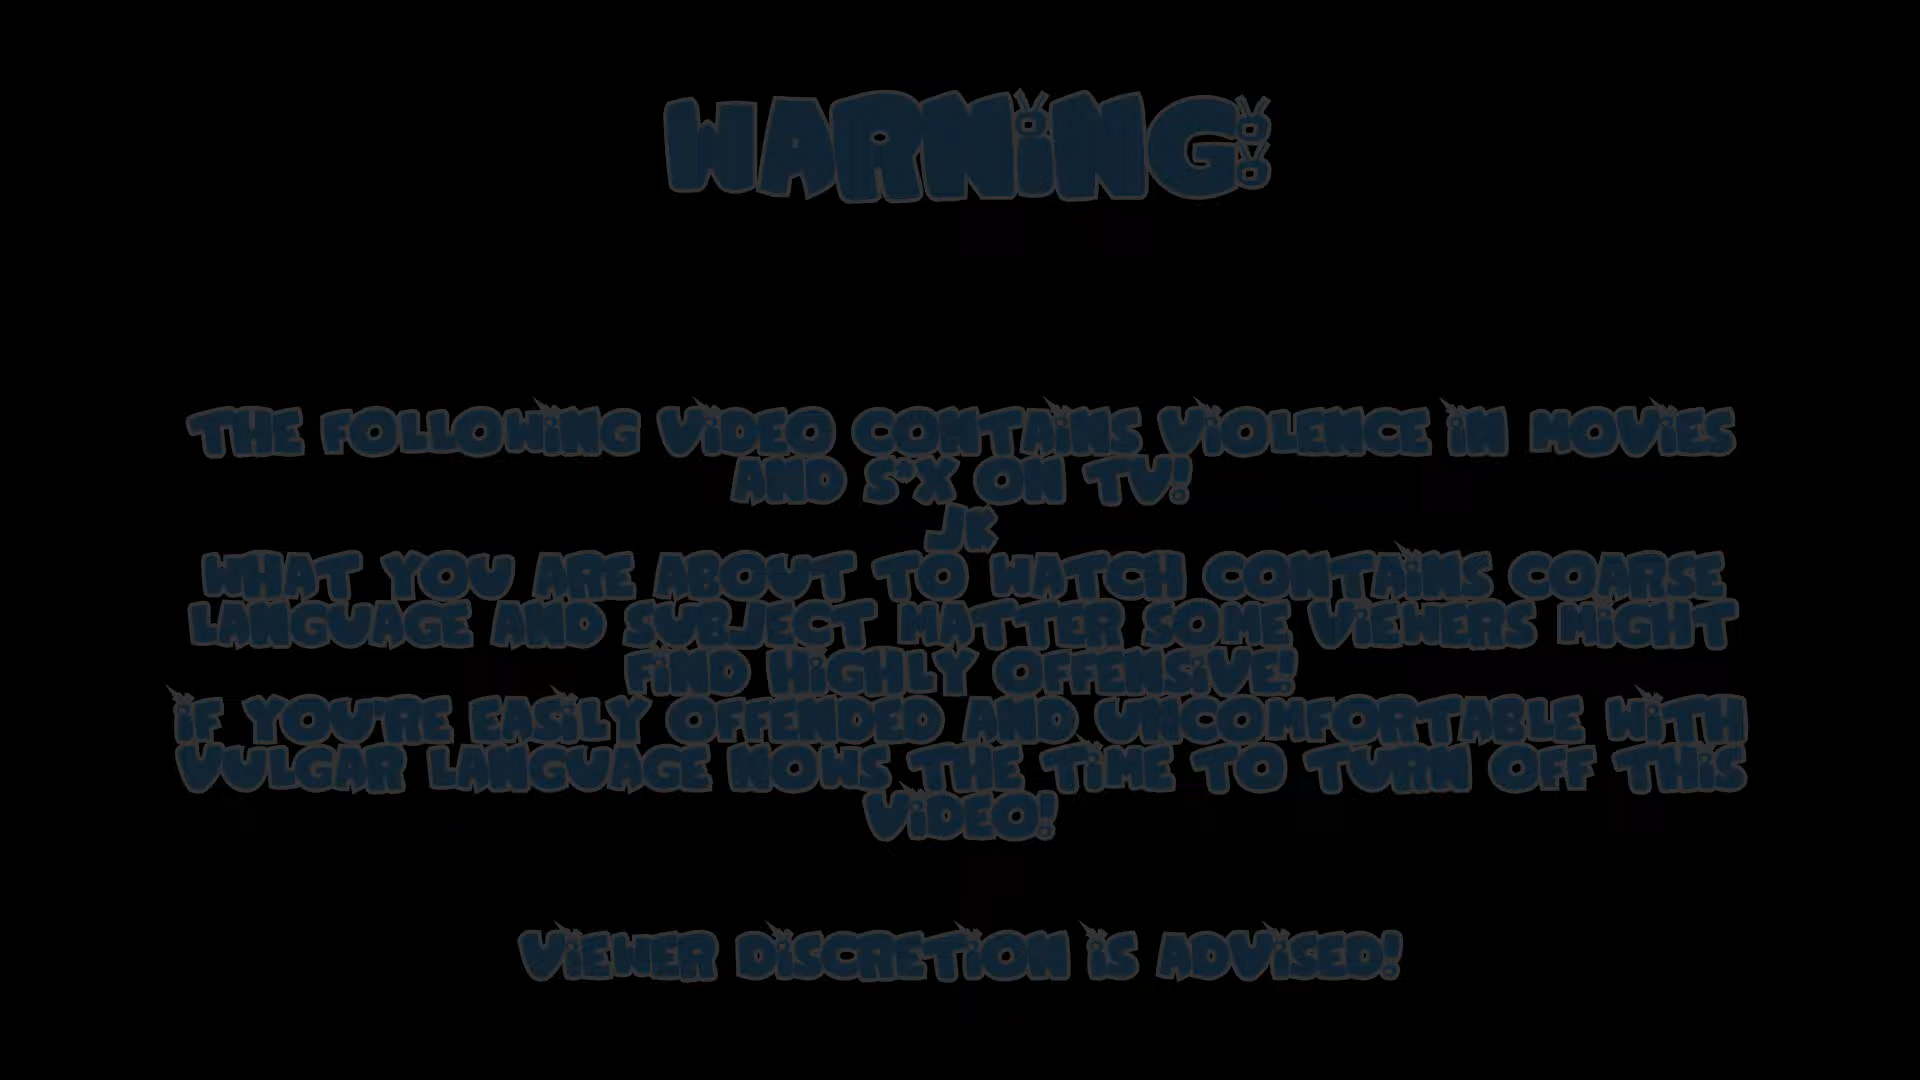 WARNiNG:
THE FOLLOWiNG ViDEO CONTAiNS ViOLENCE iN MOViES
AND S*X ON TV!
JK
WHAT YOU ARE ABOUT TO WATCH CONTAiNS COARSE
LANGUAGE AND SUBJECT MATTER SOME ViEWERS MiGHT
FiND HiGHLY OFFENSiVE!
iF YOU'RE EASiLY OFFENDED AND UNCOMFORTABLE WiTH
VULGAR LANGUAGE NOWS THE TiME TO TURN OFF THiS
ViDEO!
ViEWER DiSCRETiON iS ADViSED!